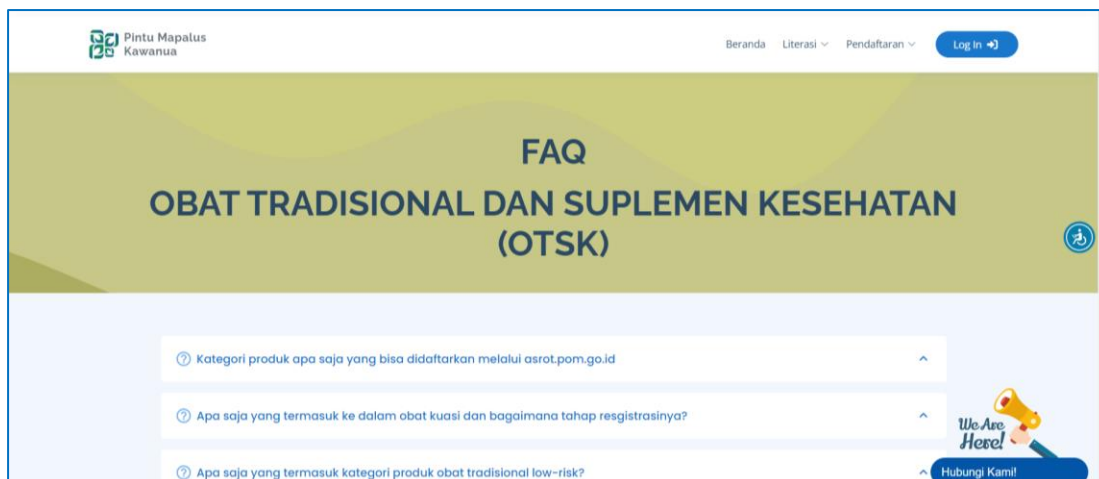 Pintu Mapalus
Kawanua
Beranda Literasi Pendaftaran Log In
FAQ
OBAT TRADISIONAL DAN SUPLEMEN KESEHATAN
(OTSK)
Kategori produk apa saja yang bisa didaftarkan melalui asrot.pom.go.id
Apa saja yang termasuk ke dalam obat kuasi dan bagaimana tahap resgistrasinya?
Apa saja yang termasuk kategori produk obat tradisional low-risk?
We Are
Here!
Hubungi Kami!